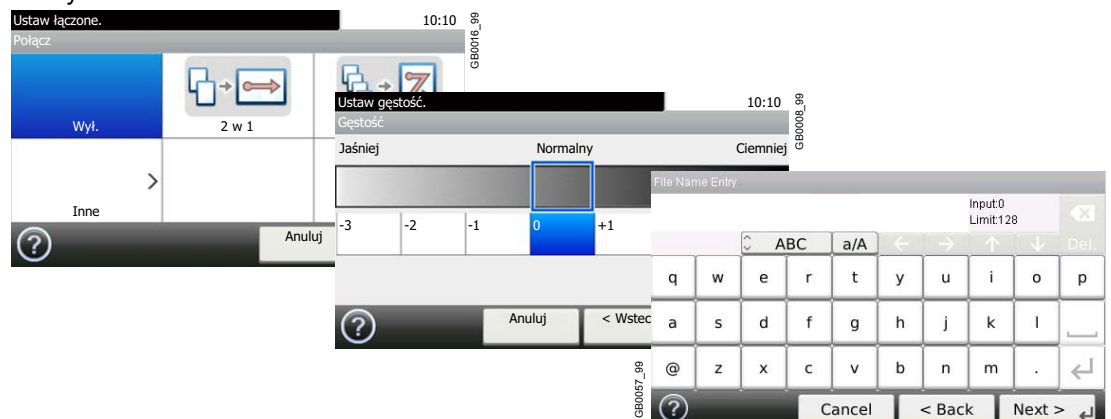 Ustaw łączone. 10:10
Połącz
Wył.
2 w 1
Inne
Anuluj
GB0016_99
Ustaw gęstość. 10:10
Gęstość
Jaśniej Normalny Ciemniej
-3 -2 -1 0 +1
Anuluj < Wstec
GB0008_99
File Name Entry
Input:0
Limit:128
ABC a/A ← → ↑ ↓ Del.
q w e r t y u i o p
a s d f g h j k l
@ z x c v b n m .
Cancel < Back Next >
GB0057_99